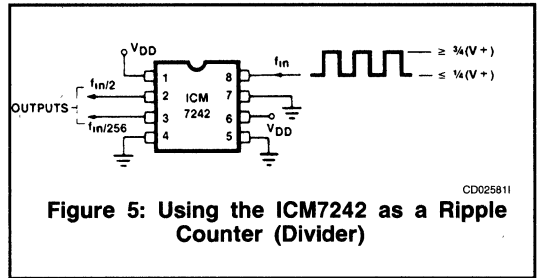 VDD
fin
≥ ¾(V +)
≤ ¼(V +)
fin/2
OUTPUTS
fin/256
1
2
3
4
ICM
7242
8
7
6
5
VDD
CD02581I
Figure 5: Using the ICM7242 as a Ripple
Counter (Divider)